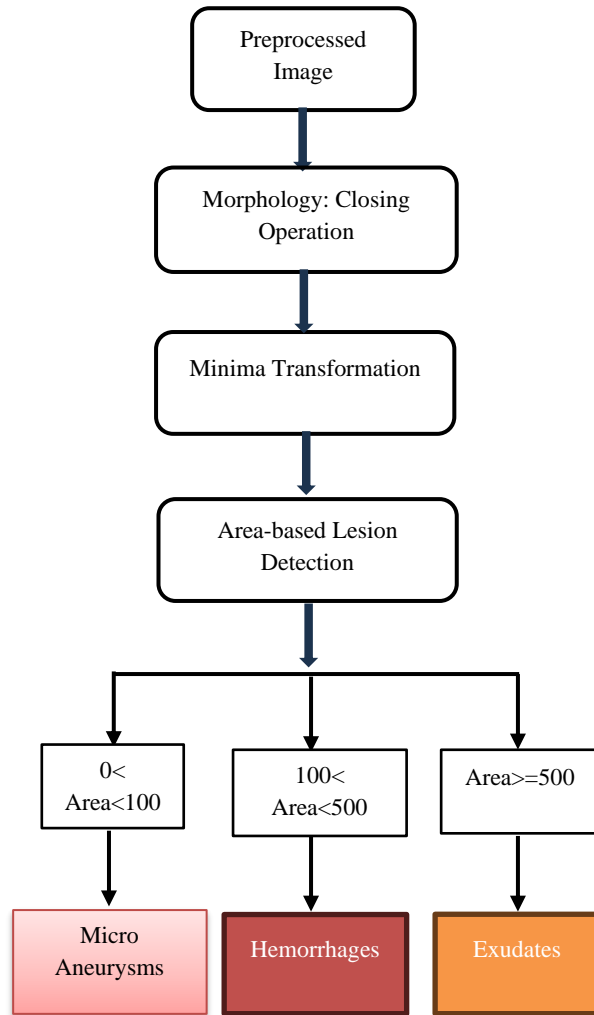 Preprocessed
Image
Morphology: Closing
Operation
Minima Transformation
Area-based Lesion
Detection
0<
Area<100
100<
Area<500
Area>=500
Micro
Aneurysms
Hemorrhages
Exudates